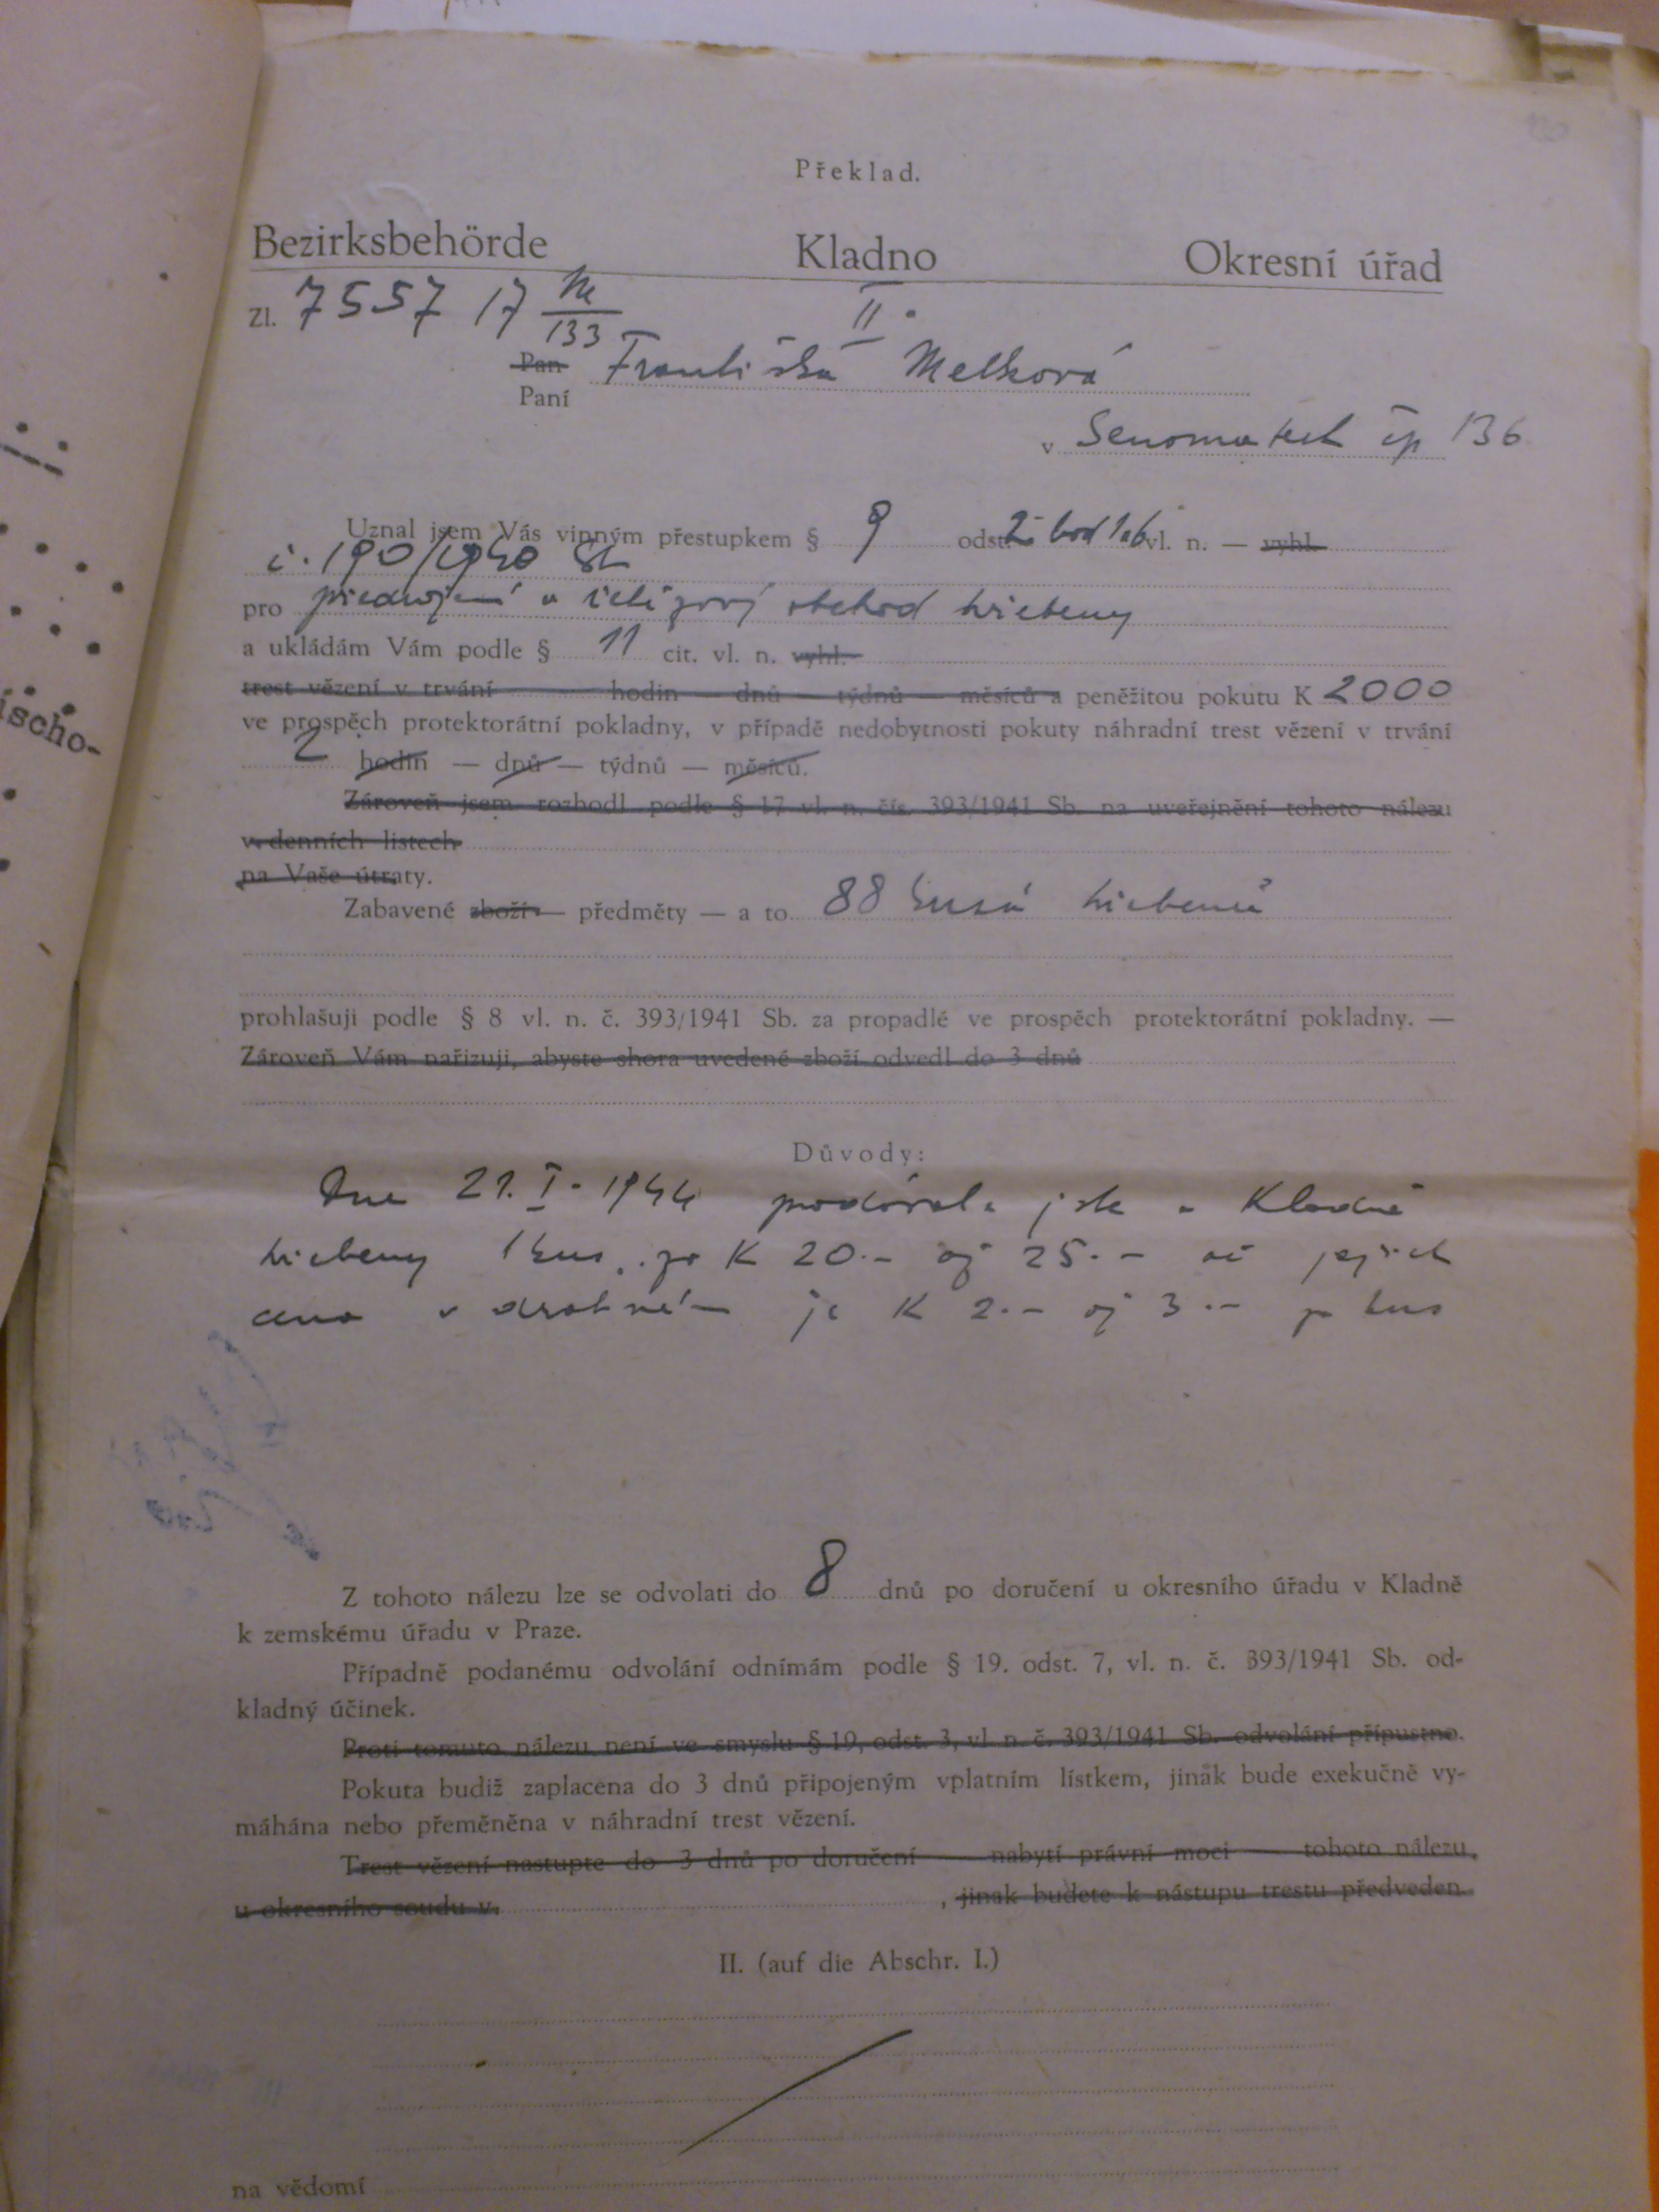 Překlad.
Bezirksbehörde Kladno Okresní úřad
Zl. 7557 17 M/133 II.
Pan Františka Melková
Paní
v Senomatech čp 136
Uznal jsem Vás vinným přestupkem § 9 odst. 2 bod 1 a 6 vl. n. — vyhl.
č. 190/1940 Sb
pro předražení a řetězový obchod hřebeny
a ukládám Vám podle § 11 cit. vl. n. vyhl.
trest vězení v trvání hodin — dnů — týdnů — měsíců a peněžitou pokutu K 2000
ve prospěch protektorátní pokladny, v případě nedobytnosti pokuty náhradní trest vězení v trvání
2 hodin — dnů — týdnů — měsíců.
Zároveň jsem rozhodl podle § 17 vl. n. čís. 393/1941 Sb. na uveřejnění tohoto nálezu
v denních listech
na Vaše útraty.
Zabavené zboží — předměty — a to 88 kusů hřebenů
prohlašuji podle § 8 vl. n. č. 393/1941 Sb. za propadlé ve prospěch protektorátní pokladny. —
Zároveň Vám nařizuji, abyste shora uvedené zboží odvedl do 3 dnů
Důvody:
Dne 21. I. 1944 prodávala jste v Kladně
hřebeny 1 kus za K 20.- až 25.- ač jejich
cena v drobném je K 2.- až 3.- za kus
Z tohoto nálezu lze se odvolati do 8 dnů po doručení u okresního úřadu v Kladně
k zemskému úřadu v Praze.
Případně podanému odvolání odnímám podle § 19. odst. 7, vl. n. č. 393/1941 Sb. od-
kladný účinek.
Proti tomuto nálezu není ve smyslu § 19, odst. 3, vl. n. č. 393/1941 Sb. odvolání přípustno.
Pokuta budiž zaplacena do 3 dnů připojeným vplatním lístkem, jinak bude exekučně vy-
máhána nebo přeměněna v náhradní trest vězení.
Trest vězení nastupte do 3 dnů po doručení — nabytí právní moci — tohoto nálezu
u okresního soudu v , jinak budete k nástupu trestu předveden.
II. (auf die Abschr. I.)
na vědomí
ischo-